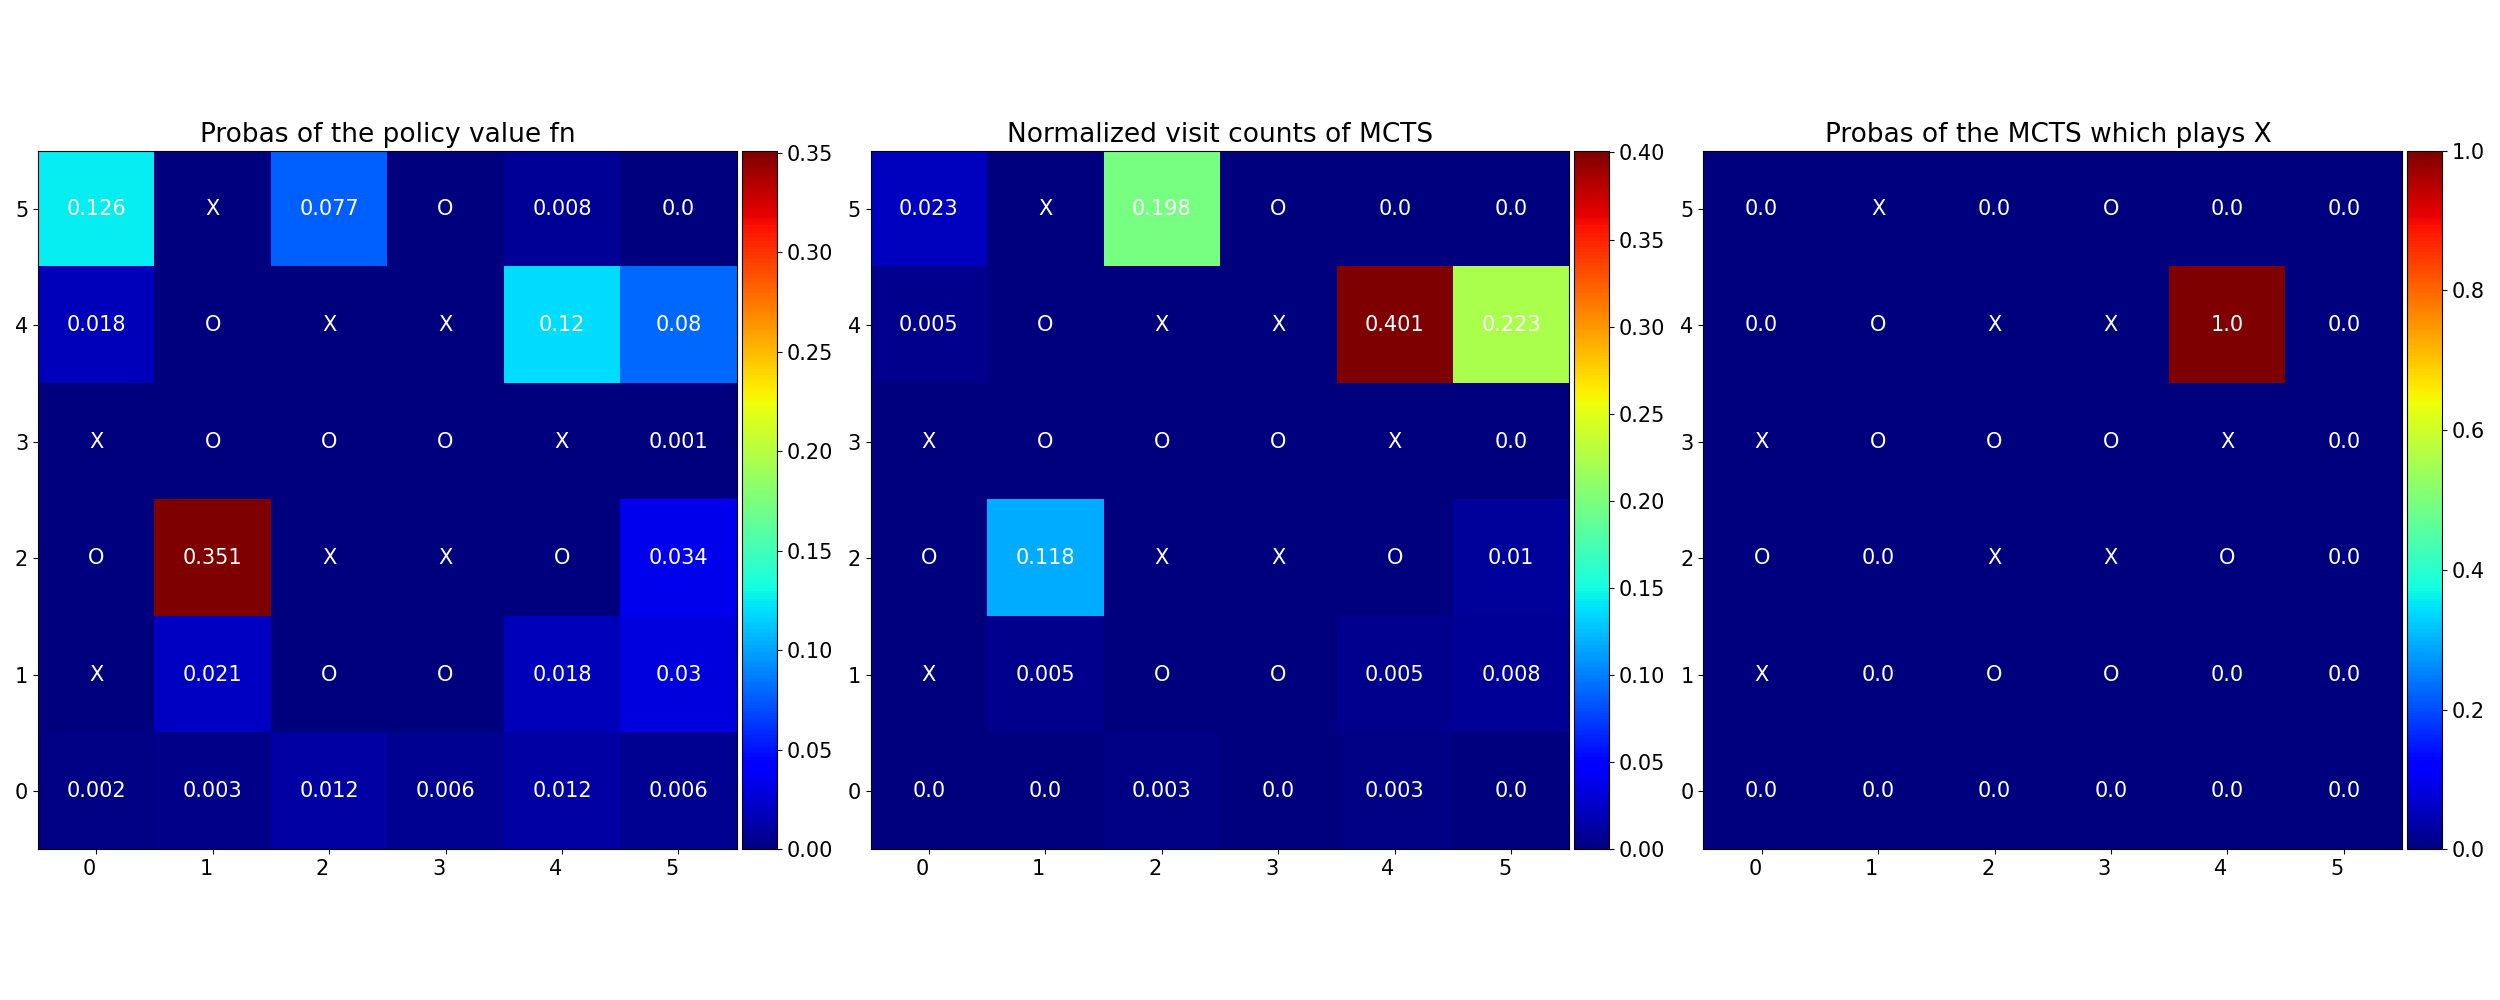 Probas of the policy value fn
0.126 X 0.077 O 0.008 0.0
0.018 O X X 0.12 0.08
X O O O X 0.001
O 0.351 X X O 0.034
X 0.021 O O 0.018 0.03
0.002 0.003 0.012 0.006 0.012 0.006
5
4
3
2
1
0
0 1 2 3 4 5
0.35
0.30
0.25
0.20
0.15
0.10
0.05
0.00
Normalized visit counts of MCTS
0.023 X 0.198 O 0.0 0.0
0.005 O X X 0.401 0.223
X O O O X 0.0
O 0.118 X X O 0.01
X 0.005 O O 0.005 0.008
0.0 0.0 0.003 0.0 0.003 0.0
5
4
3
2
1
0
0 1 2 3 4 5
0.40
0.35
0.30
0.25
0.20
0.15
0.10
0.05
0.00
Probas of the MCTS which plays X
0.0 X 0.0 O 0.0 0.0
0.0 O X X 1.0 0.0
X O O O X 0.0
O 0.0 X X O 0.0
X 0.0 O O 0.0 0.0
0.0 0.0 0.0 0.0 0.0 0.0
5
4
3
2
1
0
0 1 2 3 4 5
1.0
0.8
0.6
0.4
0.2
0.0